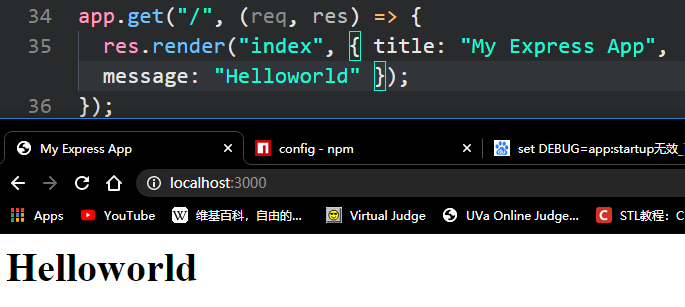 34 app.get("/", (req, res) => {
35 res.render("index", { title: "My Express App",
message: "Helloworld" });
36 });
My Express App × config - npm × set DEBUG=app:startup无效_
localhost:3000
Apps YouTube 维基百科，自由的... Virtual Judge UVa Online Judge... STL教程：C
Helloworld